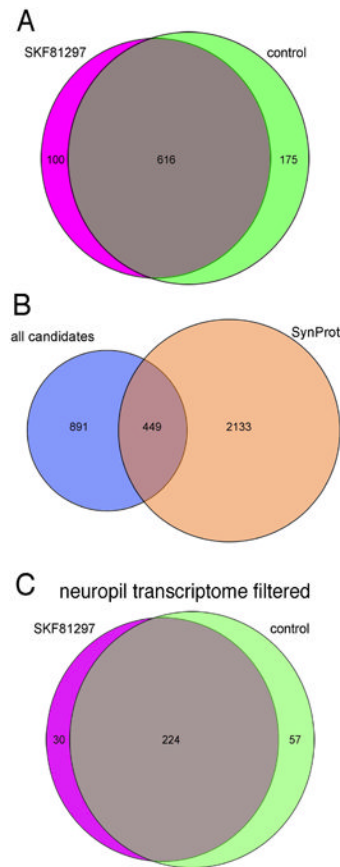 A
SKF81297 control
100 616 175
B
all candidates SynProt
891 449 2133
C neuropil transcriptome filtered
SKF81297 control
30 224 57